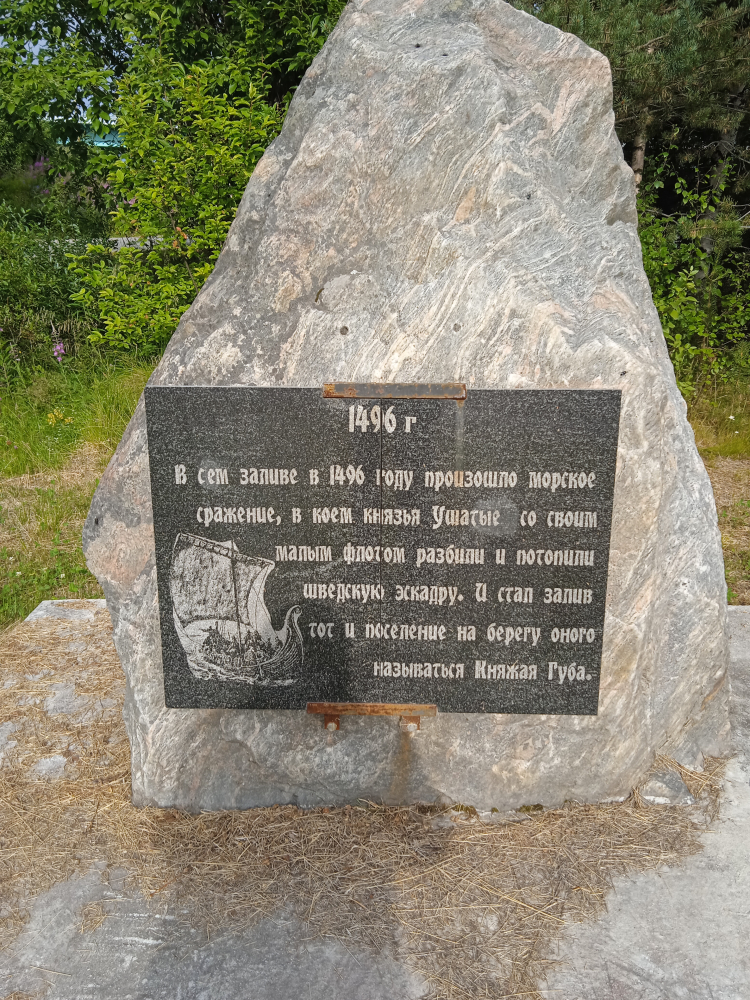 1496 г
В сем заливе в 1496 году произошло морское
сражение, в коем князья Ушатые со своим
малым флотом разбили и потопили
шведскую эскадру. И стал залив
тот и поселение на берегу оного
называться Княжая Губа.